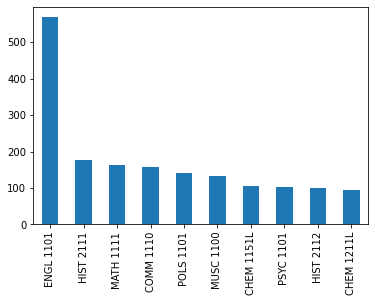 500
400
300
200
100
0
ENGL 1101
HIST 2111
MATH 1111
COMM 1110
POLS 1101
MUSC 1100
CHEM 1151L
PSYC 1101
HIST 2112
CHEM 1211L